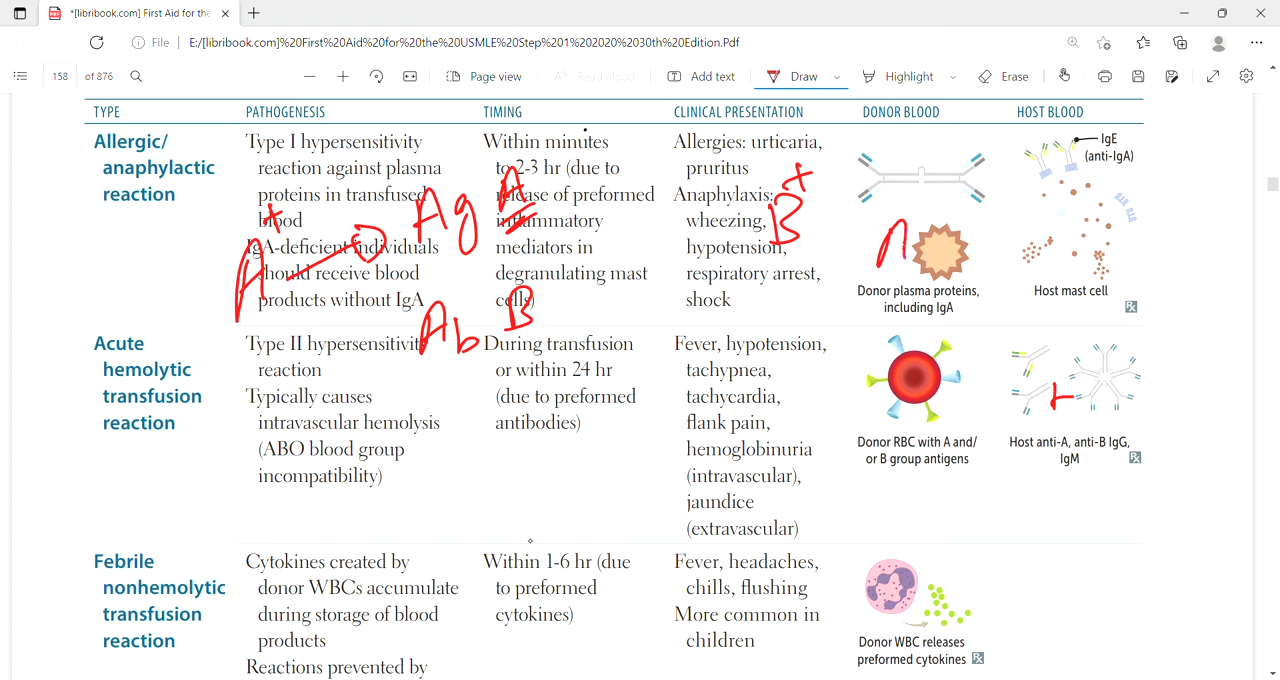 *[libribook.com] First Aid for the
File
E:/[libribook.com]%20First%20Aid%20for%20the%20USMLE%20Step%201%202020%2030th%20Edition.Pdf
158 of 876
Page view
Read aloud
Add text
Draw
Highlight
Erase
TYPE PATHOGENESIS TIMING CLINICAL PRESENTATION DONOR BLOOD HOST BLOOD
Allergic/
anaphylactic
reaction
Type I hypersensitivity
reaction against plasma
proteins in transfused
blood
IgA-deficient individuals
should receive blood
products without IgA
Within minutes
to 2-3 hr (due to
release of preformed
inflammatory
mediators in
degranulating mast
cells)
Allergies: urticaria,
pruritus
Anaphylaxis:
wheezing,
hypotension,
respiratory arrest,
shock
Donor plasma proteins,
including IgA
IgE
(anti-IgA)
Host mast cell
Rx
A+
Ag A
Ab B
B+
Acute
hemolytic
transfusion
reaction
Type II hypersensitivity
reaction
Typically causes
intravascular hemolysis
(ABO blood group
incompatibility)
During transfusion
or within 24 hr
(due to preformed
antibodies)
Fever, hypotension,
tachypnea,
tachycardia,
flank pain,
hemoglobinuria
(intravascular),
jaundice
(extravascular)
Donor RBC with A and/
or B group antigens
Host anti-A, anti-B IgG,
IgM
Rx
Febrile
nonhemolytic
transfusion
reaction
Cytokines created by
donor WBCs accumulate
during storage of blood
products
Reactions prevented by
Within 1-6 hr (due
to preformed
cytokines)
Fever, headaches,
chills, flushing
More common in
children
Donor WBC releases
preformed cytokines
Rx